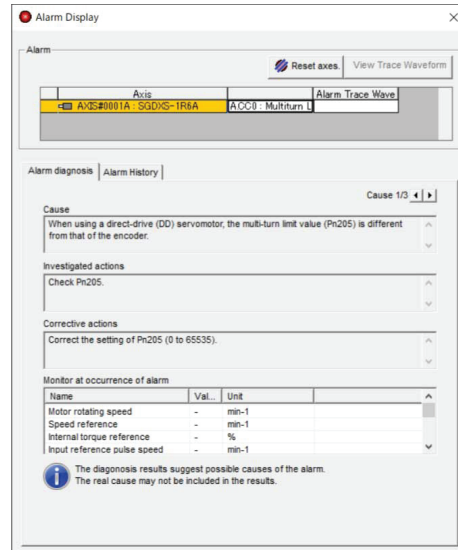 Alarm Display
Alarm
Reset axes.
View Trace Waveform
Axis
Alarm Trace Wave
AXIS#0001A : SGDXS-1R6A
A.CC0 : Multiturn L
Alarm diagnosis
Alarm History
Cause 1/3
Cause
When using a direct-drive (DD) servomotor, the multi-turn limit value (Pn205) is different
from that of the encoder.
Investigated actions
Check Pn205.
Corrective actions
Correct the setting of Pn205 (0 to 65535).
Monitor at occurrence of alarm
Name Val... Unit
Motor rotating speed - min-1
Speed reference - min-1
Internal torque reference - %
Input reference pulse speed - min-1
The diagonosis results suggest possible causes of the alarm.
The real cause may not be included in the results.